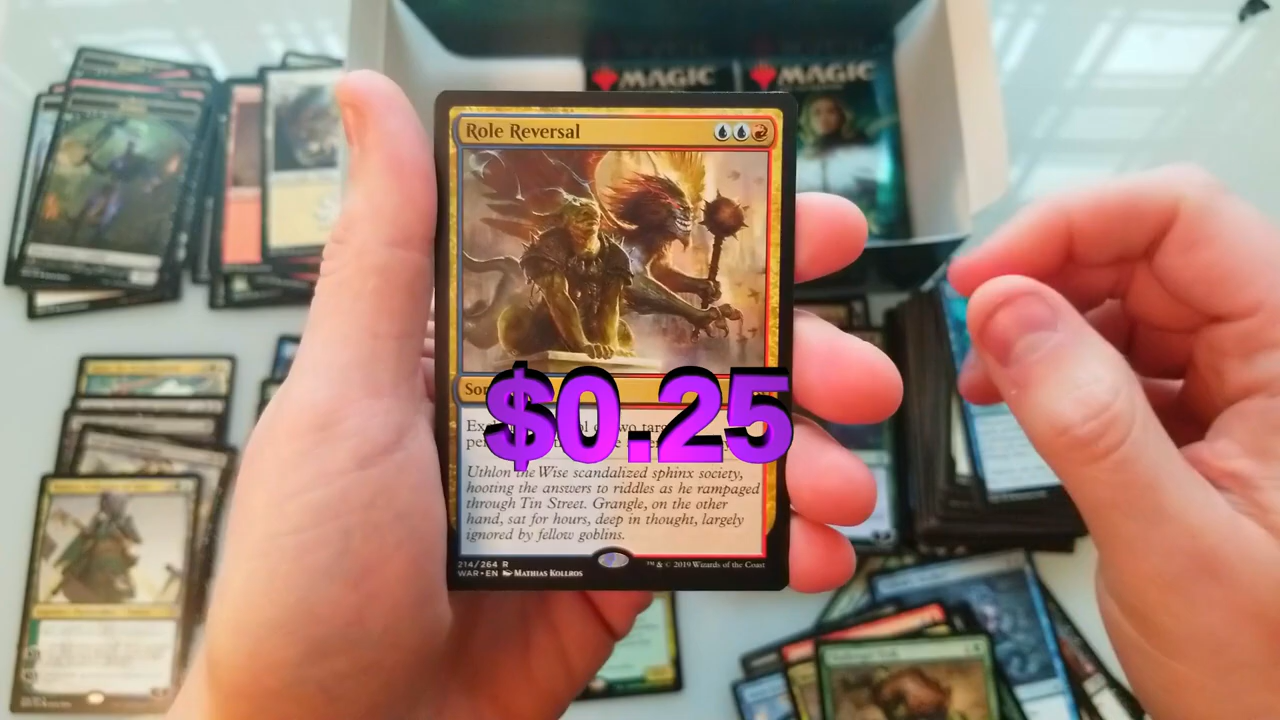 MAGIC
MAGIC
Role Reversal
$0.25
Uthlon the Wise scandalized sphinx society,
hooting the answers to riddles as he rampaged
through Tin Street. Grangle, on the other
hand, sat for hours, deep in thought, largely
ignored by fellow goblins.
214/264 R
WAR • EN Mathias Kollros
™ & © 2019 Wizards of the Coast